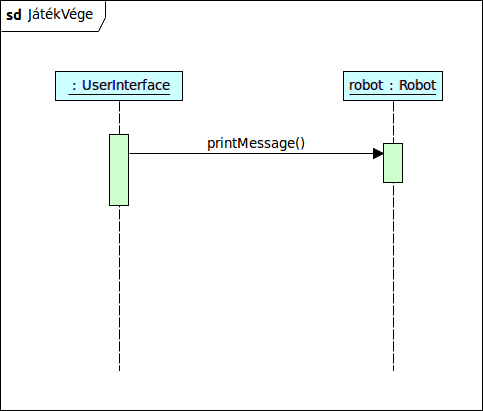 sd JátékVége
: UserInterface
robot : Robot
printMessage()